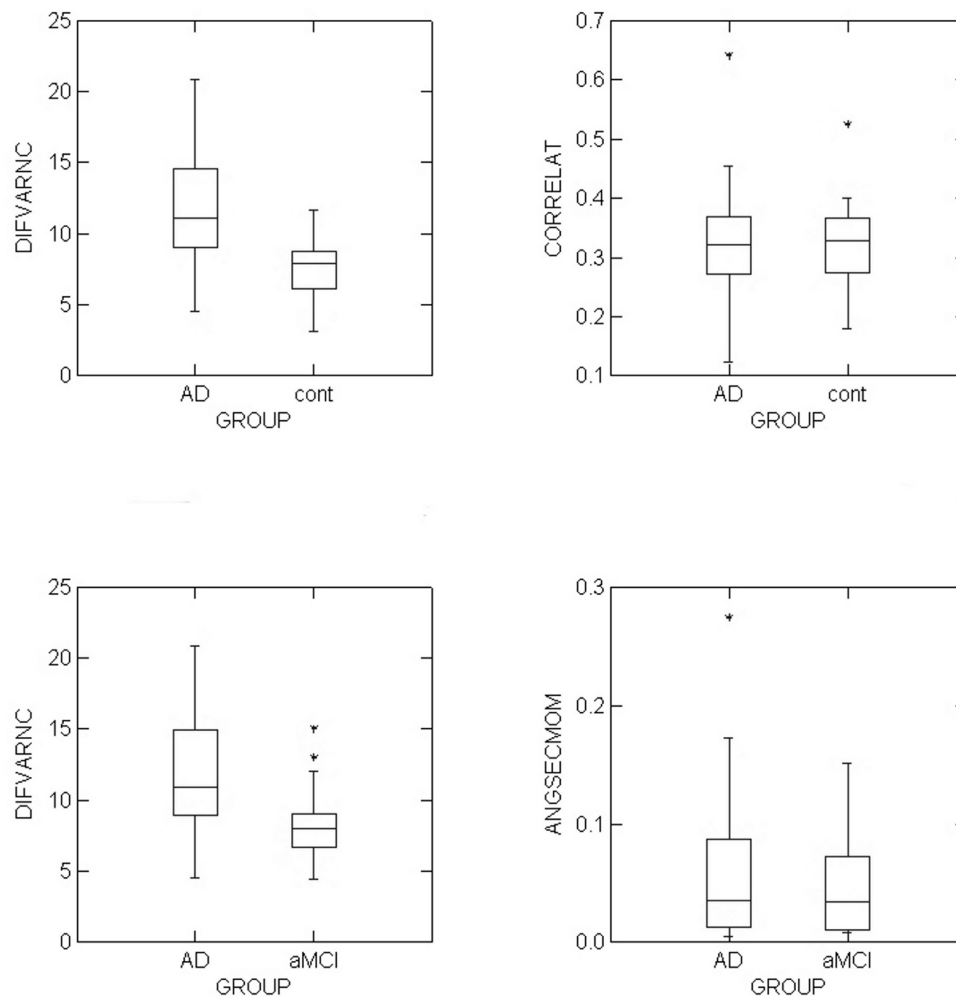 25
20
15
10
5
0
DIFVARNC
AD cont
GROUP
0.7
0.6
0.5
0.4
0.3
0.2
0.1
CORRELAT
AD cont
GROUP
25
20
15
10
5
0
DIFVARNC
AD aMCI
GROUP
0.3
0.2
0.1
0.0
ANGSECMOM
AD aMCI
GROUP